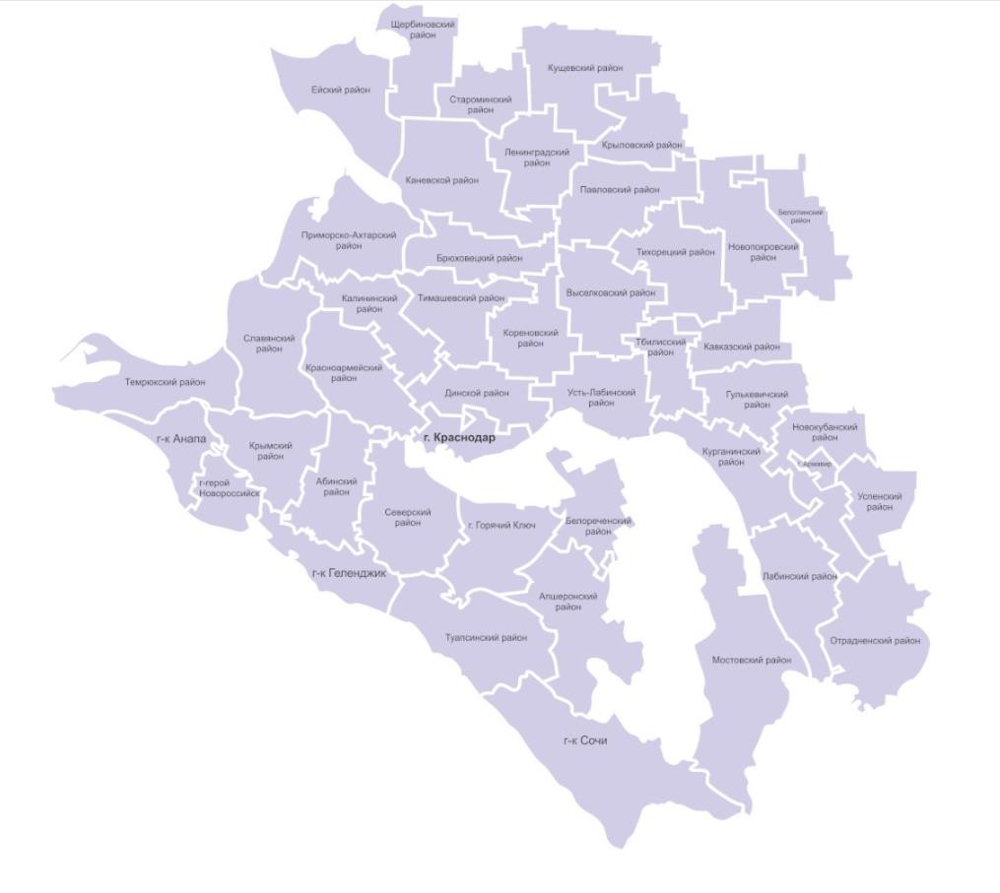 Щербиновский
район
Кущевский район
Ейский район
Староминский
район
Крыловский район
Ленинградский
район
Каневской район
Павловский район
Белоглинский
район
Приморско-Ахтарский
район
Новопокровский
район
Тихорецкий район
Брюховецкий район
Калининский
район
Тимашевский район
Выселковский район
Кореновский
район
Славянский
район
Тбилисский
район
Кавказский район
Красноармейский
район
Темрюкский район
Динской район
Усть-Лабинский
район
Гулькевичский
район
г-к Анапа
г. Краснодар
Новокубанский
район
Крымский
район
Курганинский
район
г. Армавир
г-герой
Новороссийск
Абинский
район
Успенский
район
Северский
район
г. Горячий Ключ
Белореченский
район
г-к Геленджик
Лабинский район
Апшеронский
район
Туапсинский район
Отрадненский район
Мостовский район
г-к Сочи